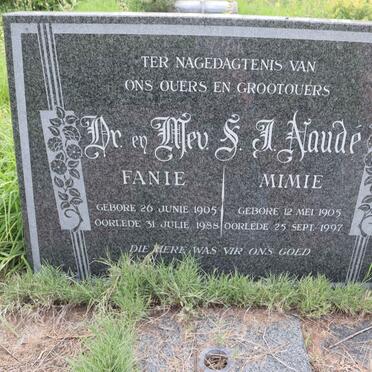 TER NAGEDAGTENIS VAN
ONS OUERS EN GROOTOUERS
Dr. en Mev S. J. Naudé
FANIE MIMIE
GEBORE 26 JUNIE 1905 GEBORE 12 MEI 1905
OORLEDE 31 JULIE 1988 OORLEDE 25 SEPT. 1997
DIE HERE WAS VIR ONS GOED